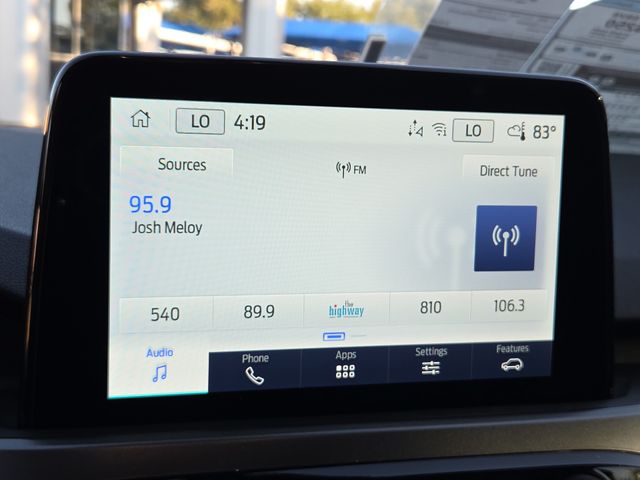 LO 4:19 LO 83°
Sources
FM
Direct Tune
95.9
Josh Meloy
540 89.9 the highway 810 106.3
Audio Phone Apps Settings Features